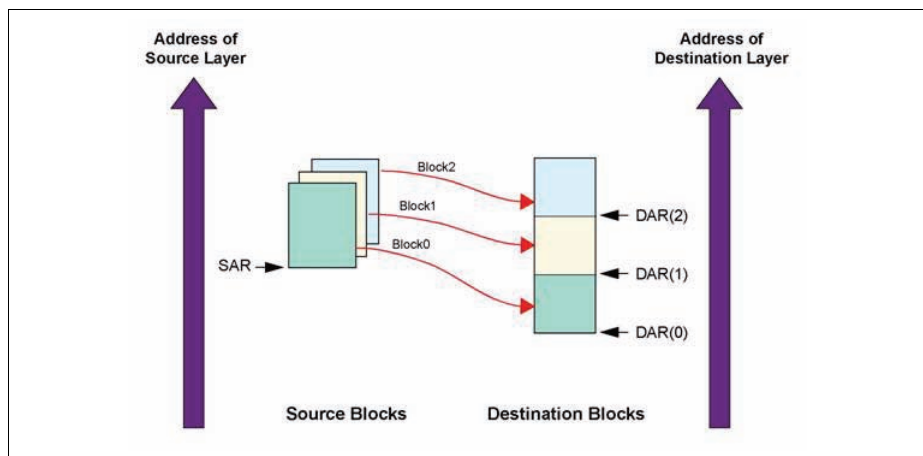 Address of
Source Layer
Address of
Destination Layer
Block2
Block1
Block0
SAR
DAR(2)
DAR(1)
DAR(0)
Source Blocks
Destination Blocks